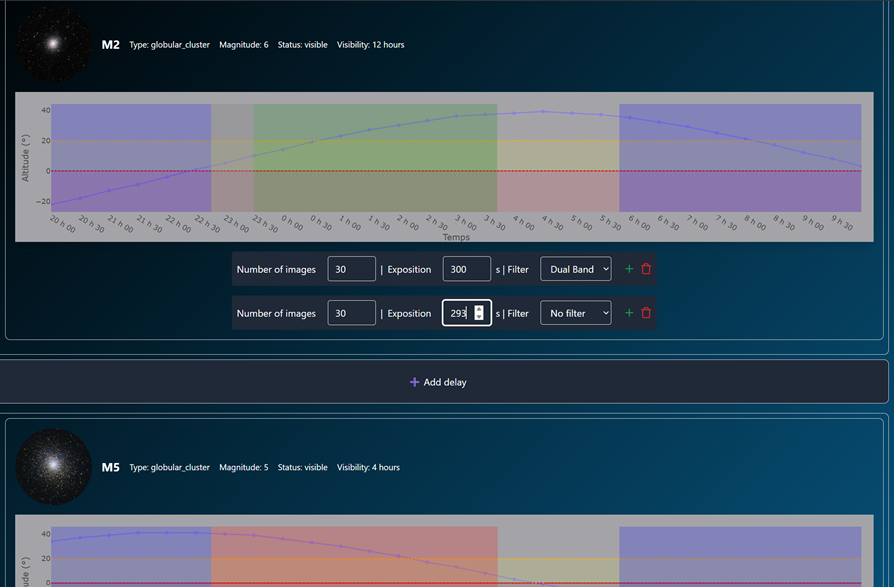 M2 Type: globular_cluster Magnitude: 6 Status: visible Visibility: 12 hours
40
20
0
−20
Altitude (°)
20 h 00 20 h 30 21 h 00 21 h 30 22 h 00 22 h 30 23 h 00 23 h 30 0 h 00 0 h 30 1 h 00 1 h 30 2 h 00 2 h 30 3 h 00 3 h 30 4 h 00 4 h 30 5 h 00 5 h 30 6 h 00 6 h 30 7 h 00 7 h 30 8 h 00 8 h 30 9 h 00 9 h 30
Temps
Number of images 30 | Exposition 300 s | Filter Dual Band + 
Number of images 30 | Exposition 293 s | Filter No filter +
+ Add delay
M5 Type: globular_cluster Magnitude: 5 Status: visible Visibility: 4 hours
40
20
0
ude (°)